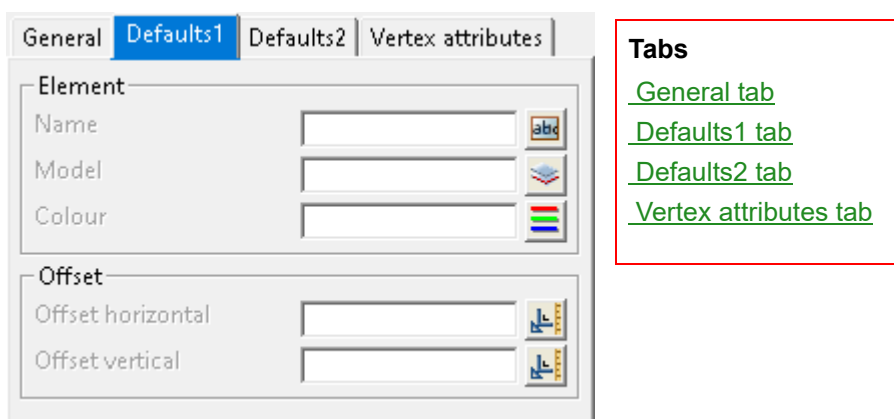 General Defaults1 Defaults2 Vertex attributes
Element
Name
abc
Model
Colour
Offset
Offset horizontal
Offset vertical
Tabs
General tab
Defaults1 tab
Defaults2 tab
Vertex attributes tab